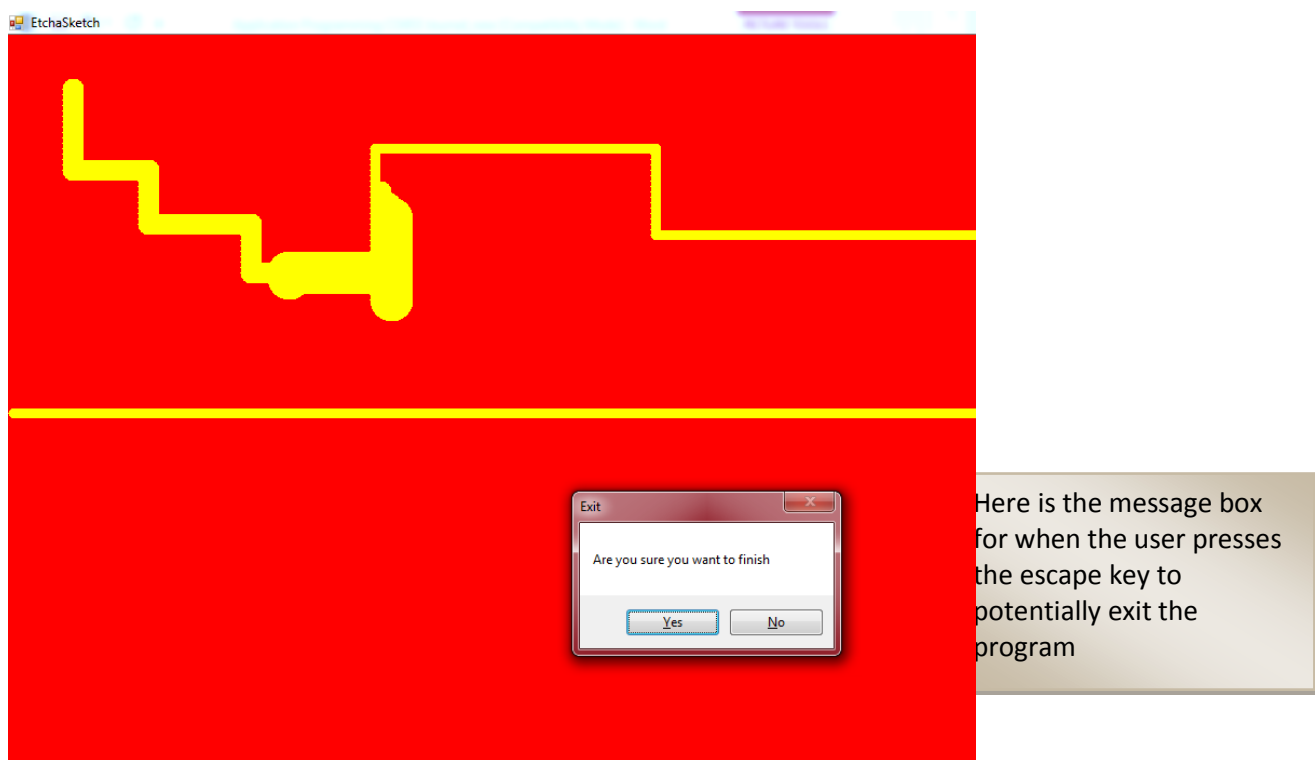 EtchaSketch
Exit
Are you sure you want to finish
Yes
No
Here is the message box
for when the user presses
the escape key to
potentially exit the
program